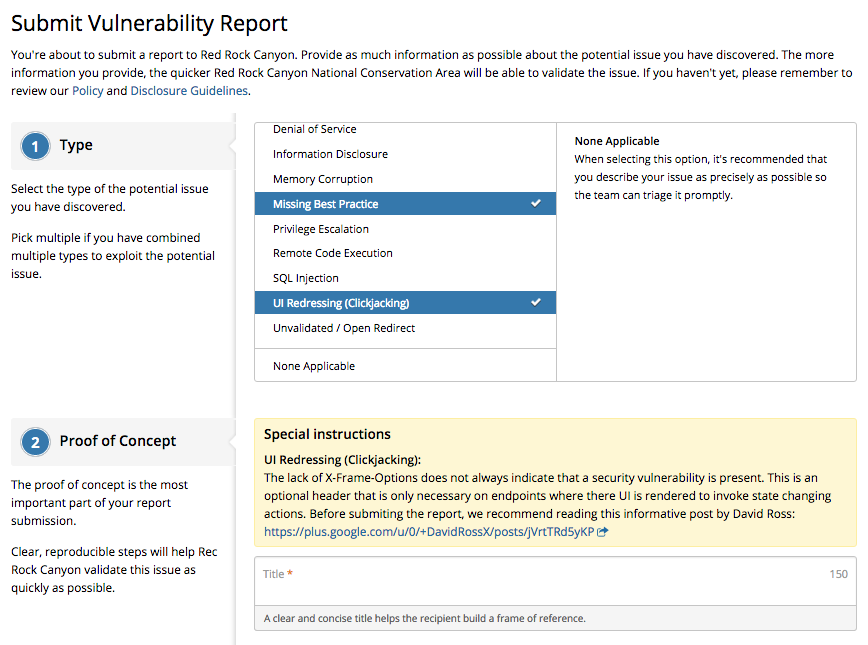 Submit Vulnerability Report
You're about to submit a report to Red Rock Canyon. Provide as much information as possible about the potential issue you have discovered. The more
information you provide, the quicker Red Rock Canyon National Conservation Area will be able to validate the issue. If you haven't yet, please remember to
review our Policy and Disclosure Guidelines.
1 Type
Select the type of the potential issue
you have discovered.
Pick multiple if you have combined
multiple types to exploit the potential
issue.
Denial of Service
Information Disclosure
Memory Corruption
Missing Best Practice
Privilege Escalation
Remote Code Execution
SQL Injection
UI Redressing (Clickjacking)
Unvalidated / Open Redirect
None Applicable
None Applicable
When selecting this option, it's recommended that
you describe your issue as precisely as possible so
the team can triage it promptly.
2 Proof of Concept
The proof of concept is the most
important part of your report
submission.
Clear, reproducible steps will help Rec
Rock Canyon validate this issue as
quickly as possible.
Special instructions
UI Redressing (Clickjacking):
The lack of X-Frame-Options does not always indicate that a security vulnerability is present. This is an
optional header that is only necessary on endpoints where there UI is rendered to invoke state changing
actions. Before submiting the report, we recommend reading this informative post by David Ross:
https://plus.google.com/u/0/+DavidRossX/posts/jVrtTRd5yKP
Title * 150
A clear and concise title helps the recipient build a frame of reference.